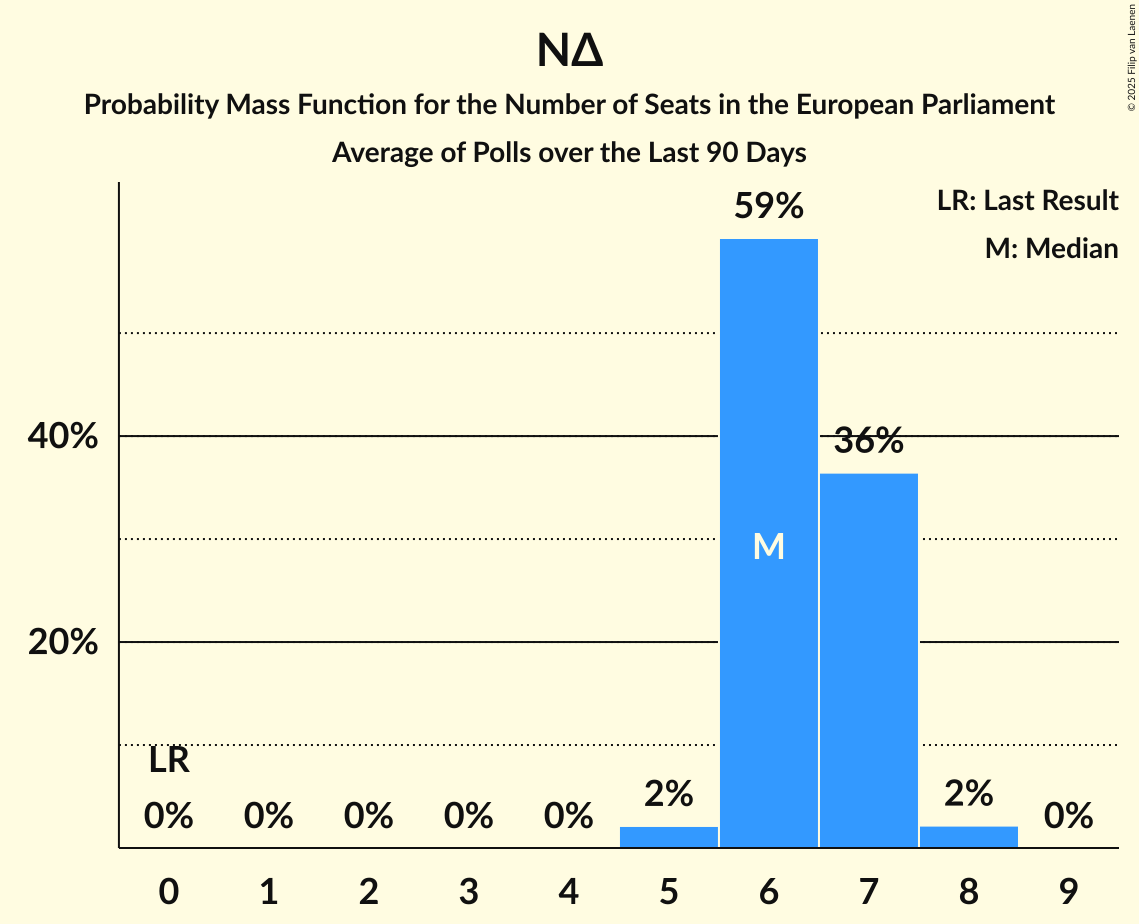 ΝΔ
Probability Mass Function for the Number of Seats in the European Parliament
Average of Polls over the Last 90 Days
© 2025 Filip van Laenen
LR: Last Result
M: Median
59%
40%
36%
M
20%
LR
0% 0% 0% 0% 0% 2% 2% 0%
0 1 2 3 4 5 6 7 8 9